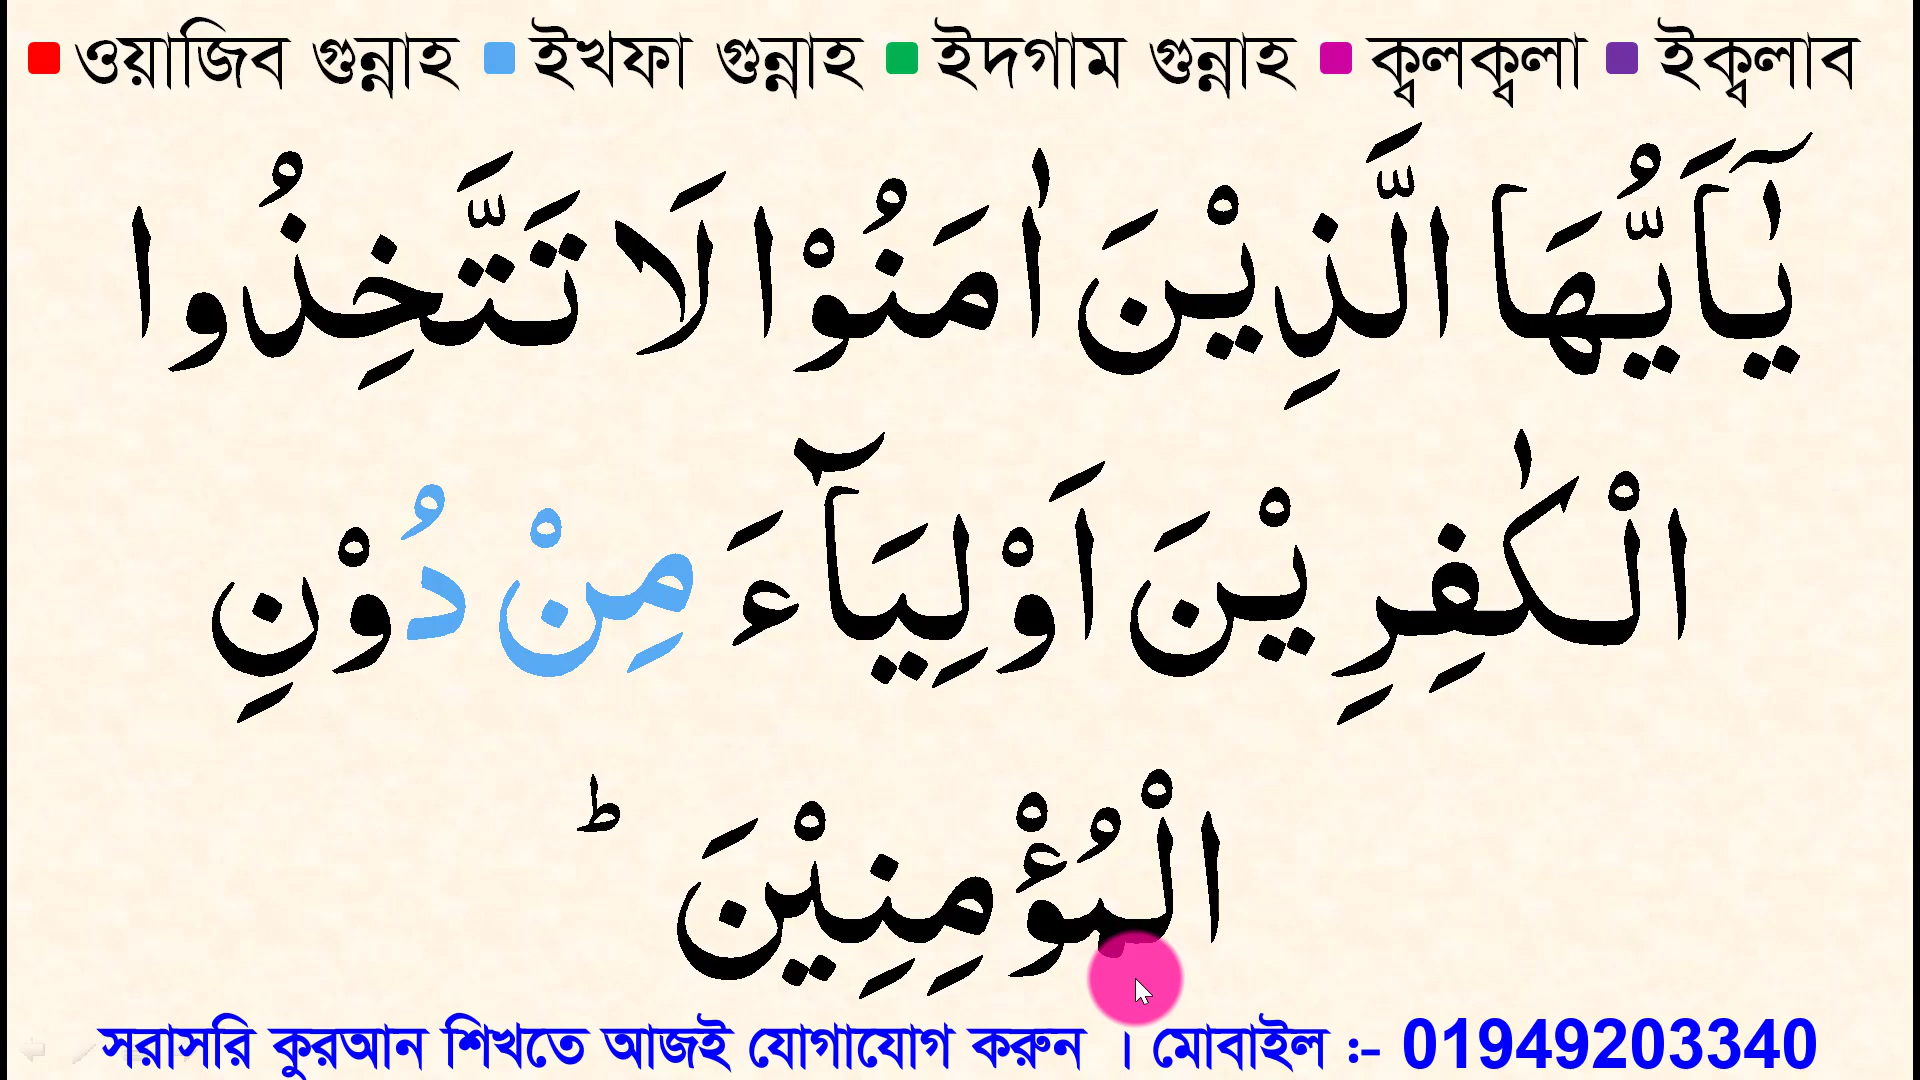 ওয়াজিব গুন্নাহ ইখফা গুন্নাহ ইদগাম গুন্নাহ ক্বলক্বলা ইক্বলাব
يٰٓاَيُّهَا الَّذِيْنَ اٰمَنُوْا لَا تَتَّخِذُوا
الْكٰفِرِيْنَ اَوْلِيَآءَ مِنْ دُوْنِ
الْمُؤْمِنِيْنَ ؕ
সরাসরি কুরআন শিখতে আজই যোগাযোগ করুন । মোবাইল :- 01949203340